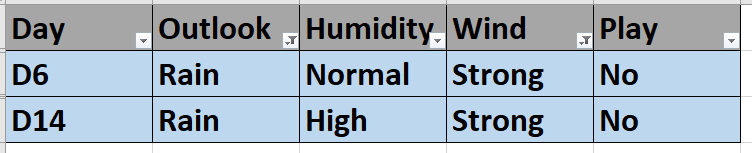 Day Outlook Humidity Wind Play
D6 Rain Normal Strong No
D14 Rain High Strong No